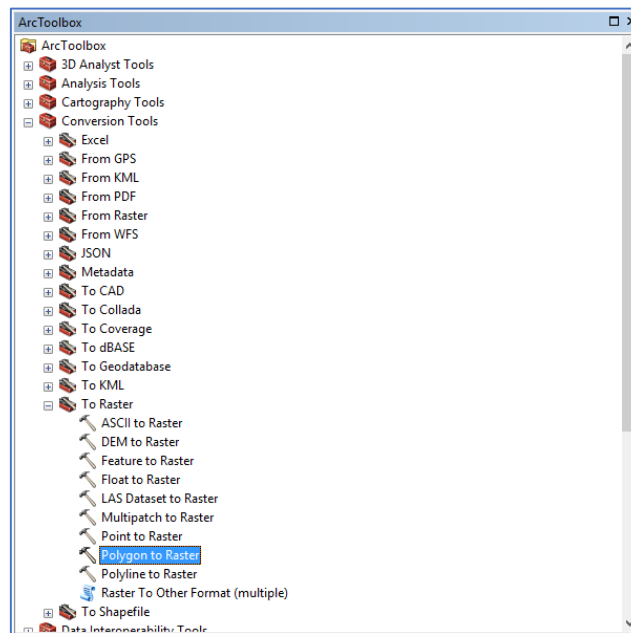 ArcToolbox
ArcToolbox
3D Analyst Tools
Analysis Tools
Cartography Tools
Conversion Tools
Excel
From GPS
From KML
From PDF
From Raster
From WFS
JSON
Metadata
To CAD
To Collada
To Coverage
To dBASE
To Geodatabase
To KML
To Raster
ASCII to Raster
DEM to Raster
Feature to Raster
Float to Raster
LAS Dataset to Raster
Multipatch to Raster
Point to Raster
Polygon to Raster
Polyline to Raster
Raster To Other Format (multiple)
To Shapefile
Data Interoperability Tools